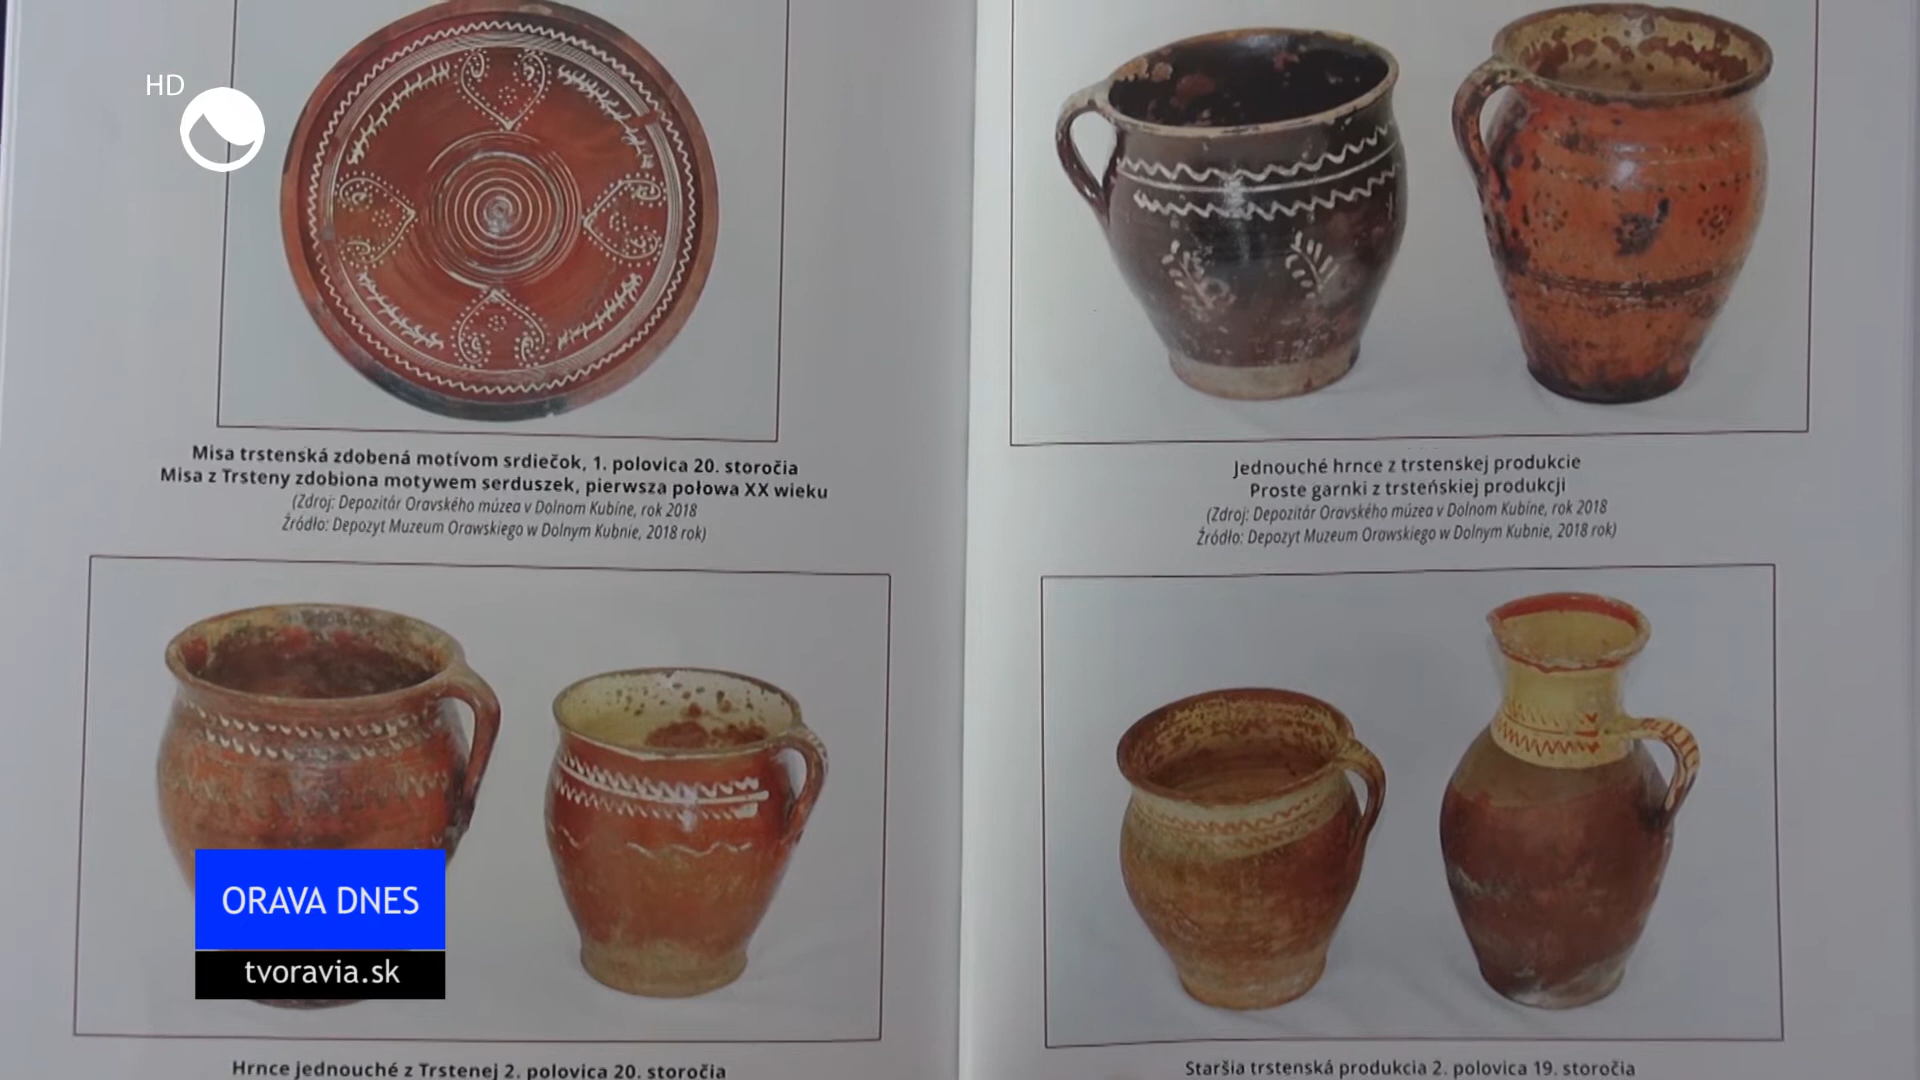 HD
Misa trstenská zdobená motívom srdiečok, 1. polovica 20. storočia
Misa z Trsteny zdobiona motywem serduszek, pierwsza połowa XX wieku
(Zdroj: Depozitár Oravského múzea v Dolnom Kubíne, rok 2018
Źródło: Depozyt Muzeum Orawskiego w Dolnym Kubnie, 2018 rok)
Hrnce jednouché z Trstenej 2. polovica 20. storočia
Jednouché hrnce z trstenskej produkcie
Proste garnki z trsteńskiej produkcji
(Zdroj: Depozitár Oravského múzea v Dolnom Kubíne, rok 2018
Źródło: Depozyt Muzeum Orawskiego w Dolnym Kubnie, 2018 rok)
Staršia trstenská produkcia 2. polovica 19. storočia
ORAVA DNES
tvoravia.sk